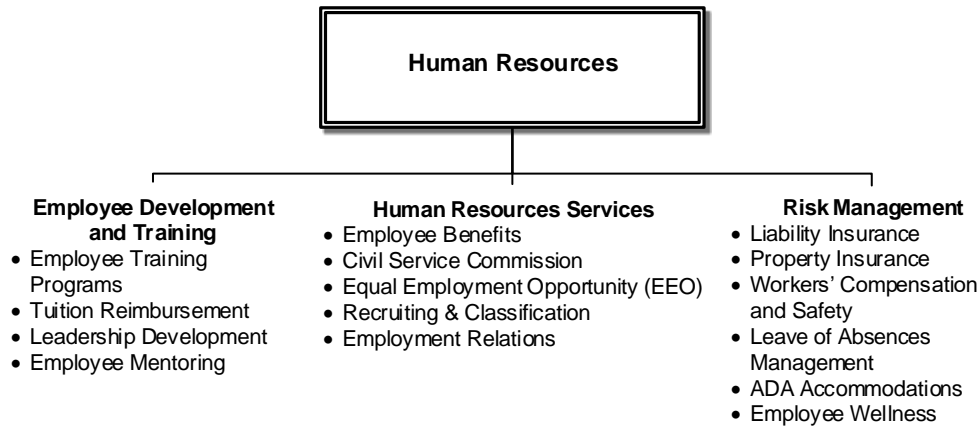 Human Resources
Employee Development
and Training
• Employee Training
Programs
• Tuition Reimbursement
• Leadership Development
• Employee Mentoring
Human Resources Services
• Employee Benefits
• Civil Service Commission
• Equal Employment Opportunity (EEO)
• Recruiting & Classification
• Employment Relations
Risk Management
• Liability Insurance
• Property Insurance
• Workers’ Compensation
and Safety
• Leave of Absences
Management
• ADA Accommodations
• Employee Wellness